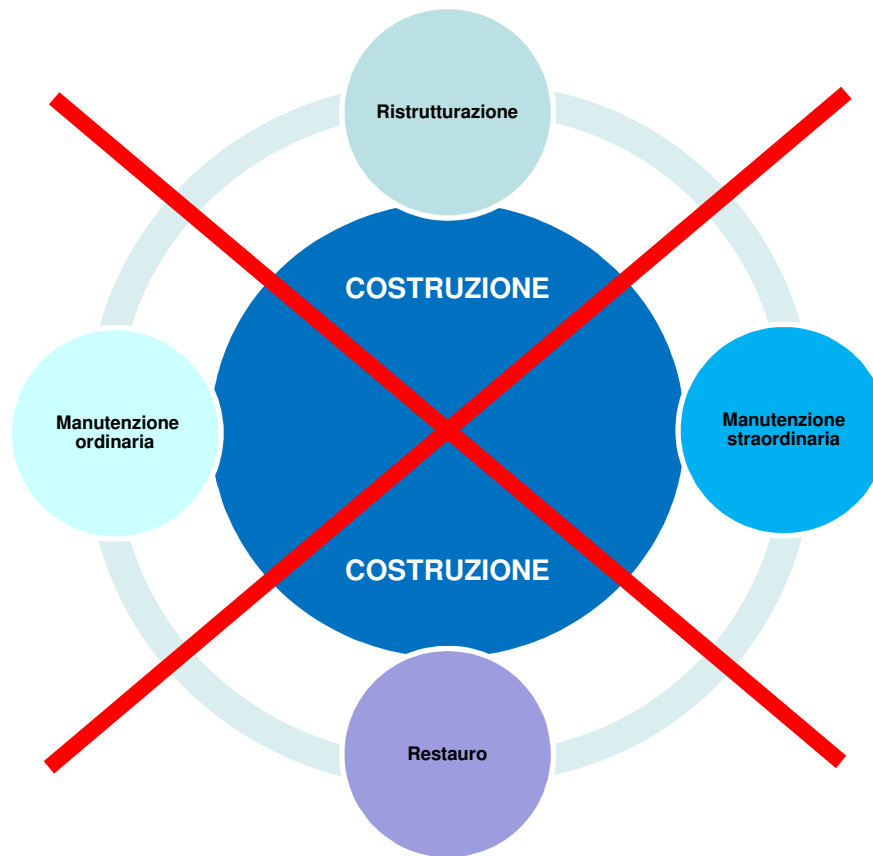 Ristrutturazione
COSTRUZIONE
Manutenzione
ordinaria
Manutenzione
straordinaria
COSTRUZIONE
Restauro